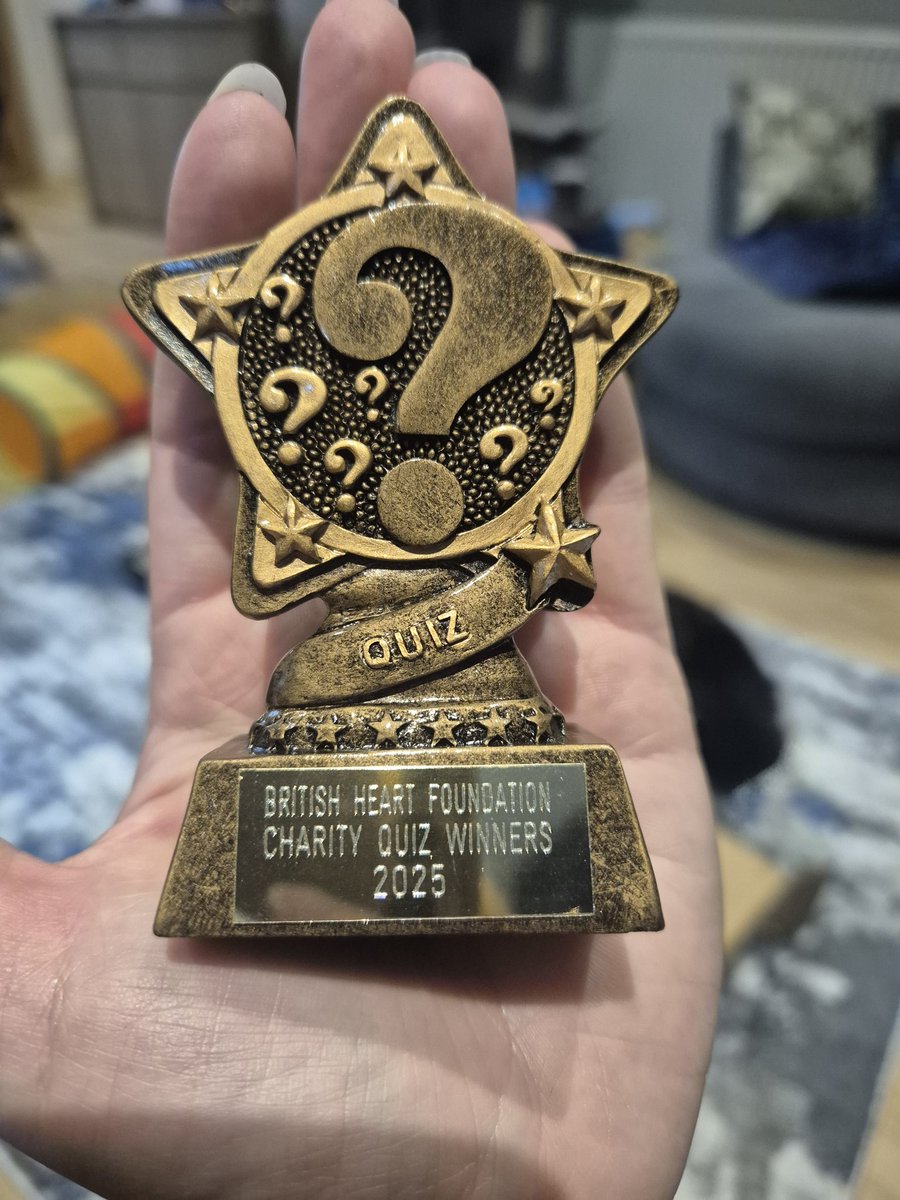 ?
? ? ? ? ? ?
QUIZ
BRITISH HEART FOUNDATION
CHARITY QUIZ WINNERS
2025